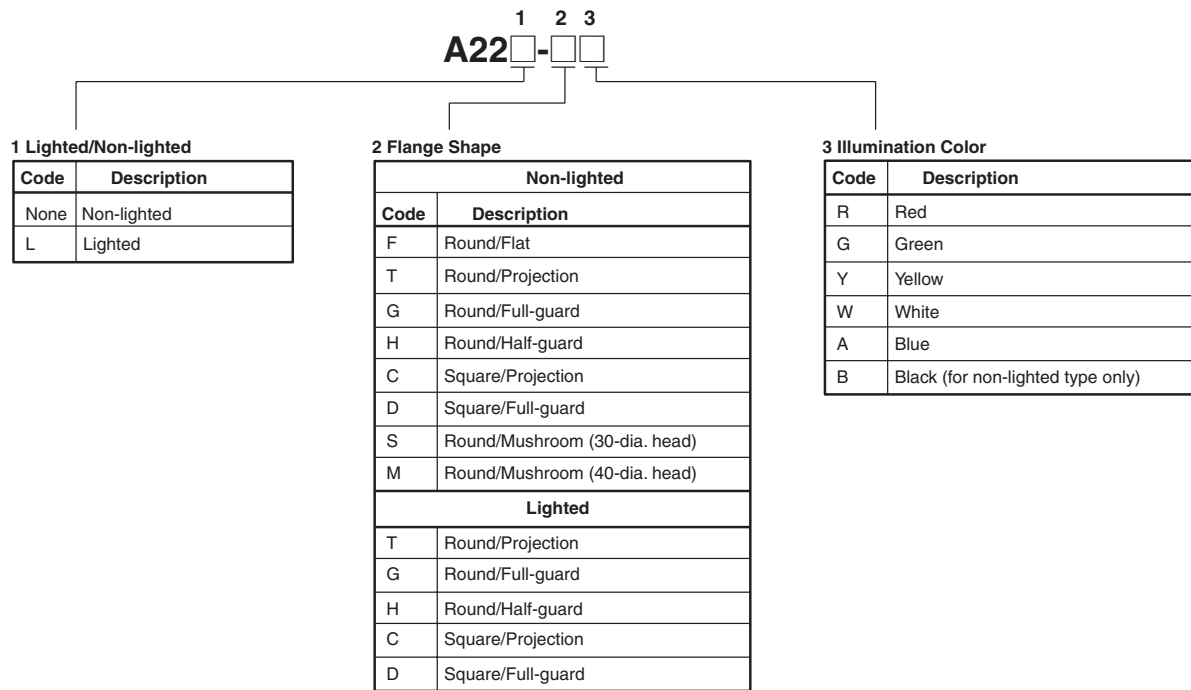 1 2 3
A22□-□□
1 Lighted/Non-lighted
Code Description
None Non-lighted
L Lighted
2 Flange Shape
Non-lighted
Code Description
F Round/Flat
T Round/Projection
G Round/Full-guard
H Round/Half-guard
C Square/Projection
D Square/Full-guard
S Round/Mushroom (30-dia. head)
M Round/Mushroom (40-dia. head)
Lighted
T Round/Projection
G Round/Full-guard
H Round/Half-guard
C Square/Projection
D Square/Full-guard
3 Illumination Color
Code Description
R Red
G Green
Y Yellow
W White
A Blue
B Black (for non-lighted type only)